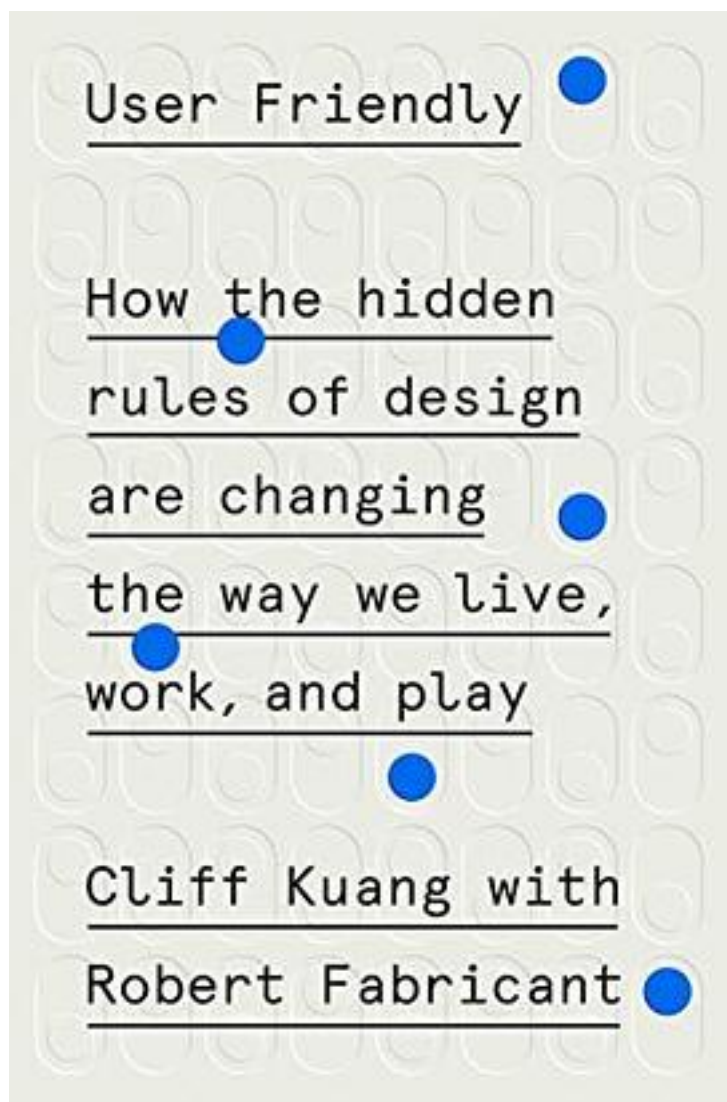 User Friendly
How the hidden
rules of design
are changing
the way we live,
work, and play
Cliff Kuang with
Robert Fabricant